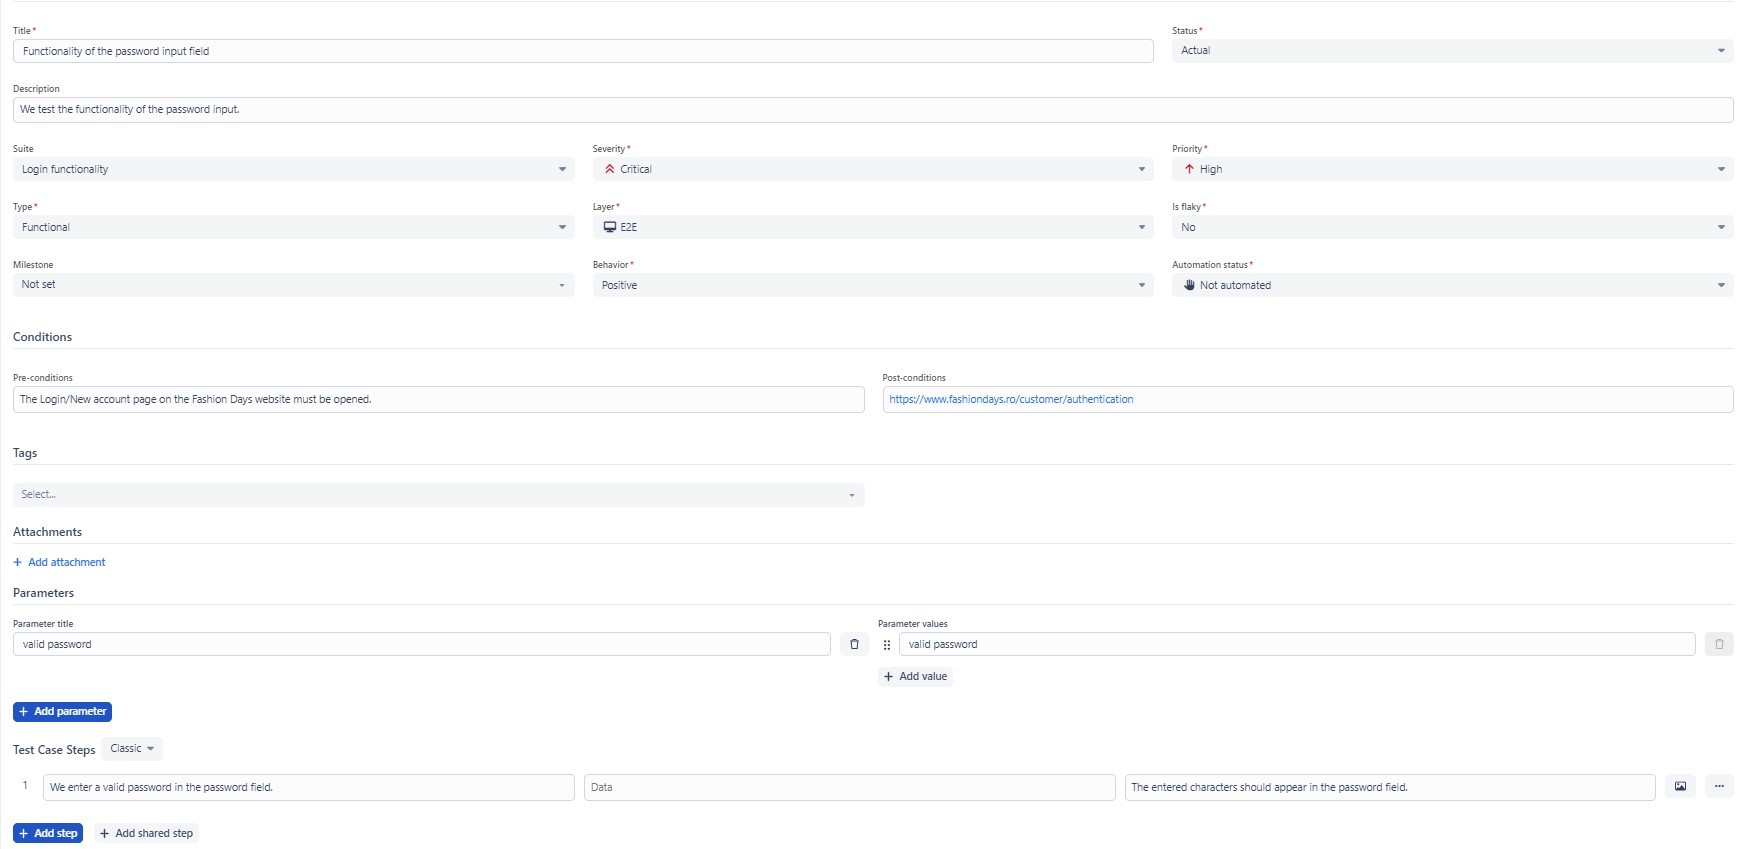 Title*
Status*
Functionality of the password input field
Actual
Description
We test the functionality of the password input.
Suite
Severity*
Priority*
Login functionality
Critical
High
Type*
Layer*
Is flaky*
Functional
E2E
No
Milestone
Behavior*
Automation status*
Not set
Positive
Not automated
Conditions
Pre-conditions
Post-conditions
The Login/New account page on the Fashion Days website must be opened.
https://www.fashiondays.ro/customer/authentication
Tags
Select...
Attachments
+ Add attachment
Parameters
Parameter title
Parameter values
valid password
valid password
+ Add value
+ Add parameter
Test Case Steps
Classic
1
We enter a valid password in the password field.
Data
The entered characters should appear in the password field.
+ Add step
+ Add shared step